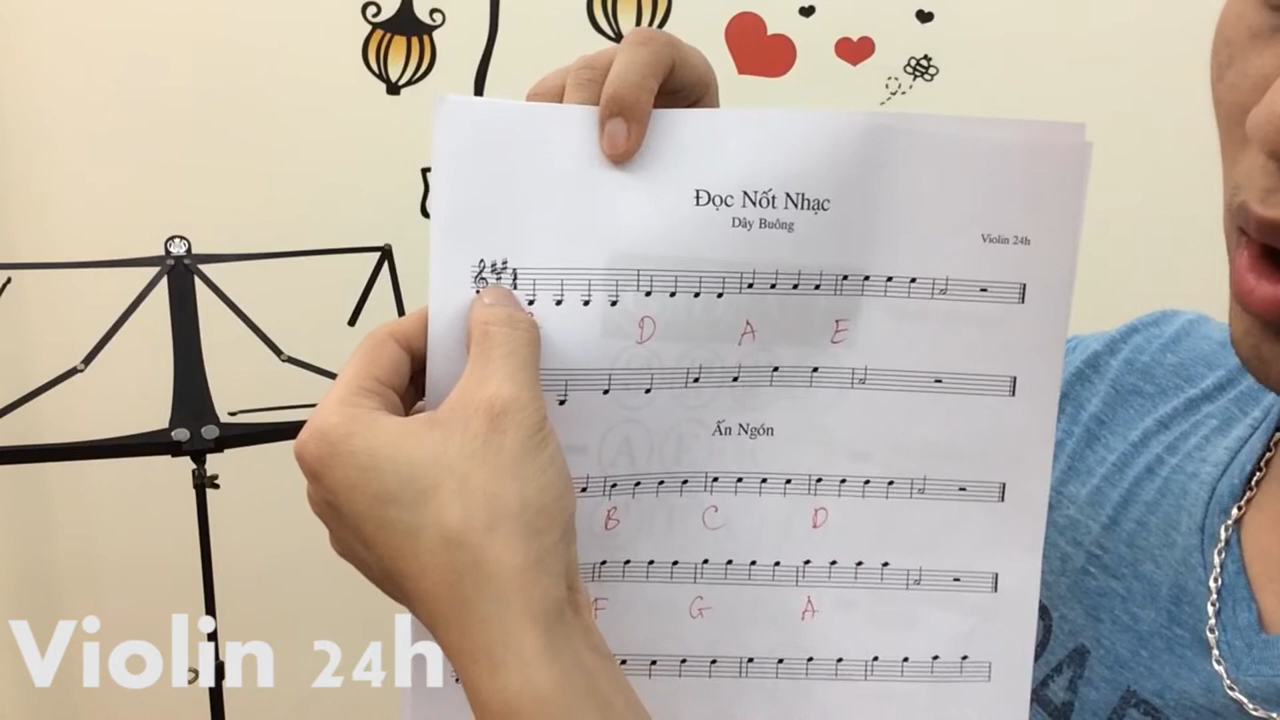 Đọc Nốt Nhạc
Dây Buông
Violin 24h
D A E
Ấn Ngón
B C D
F G A
Violin 24h